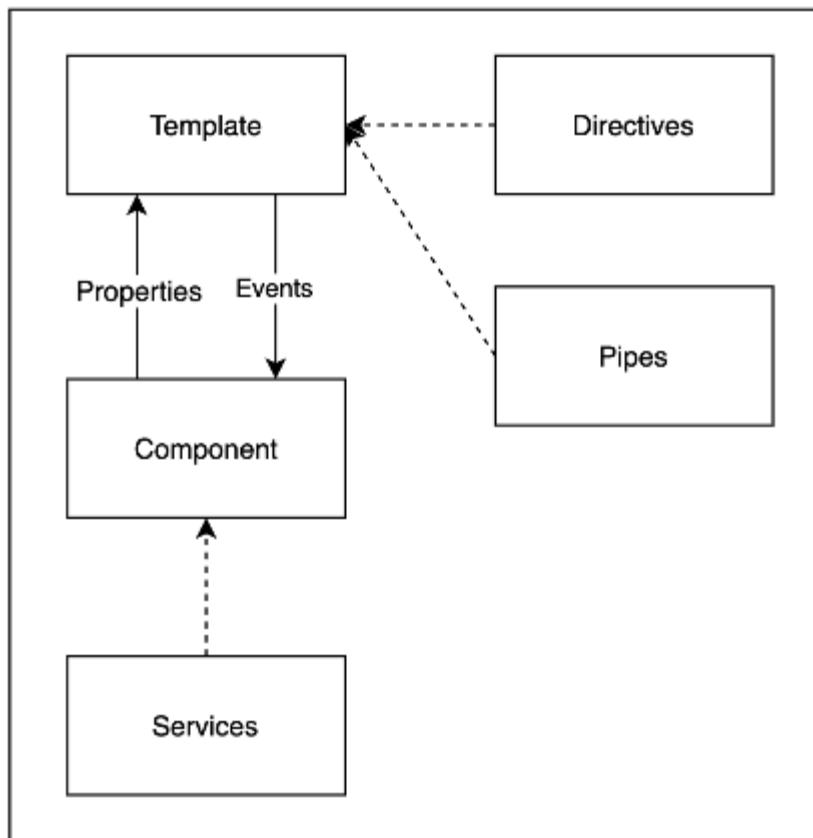 Template
Directives
Properties
Events
Pipes
Component
Services